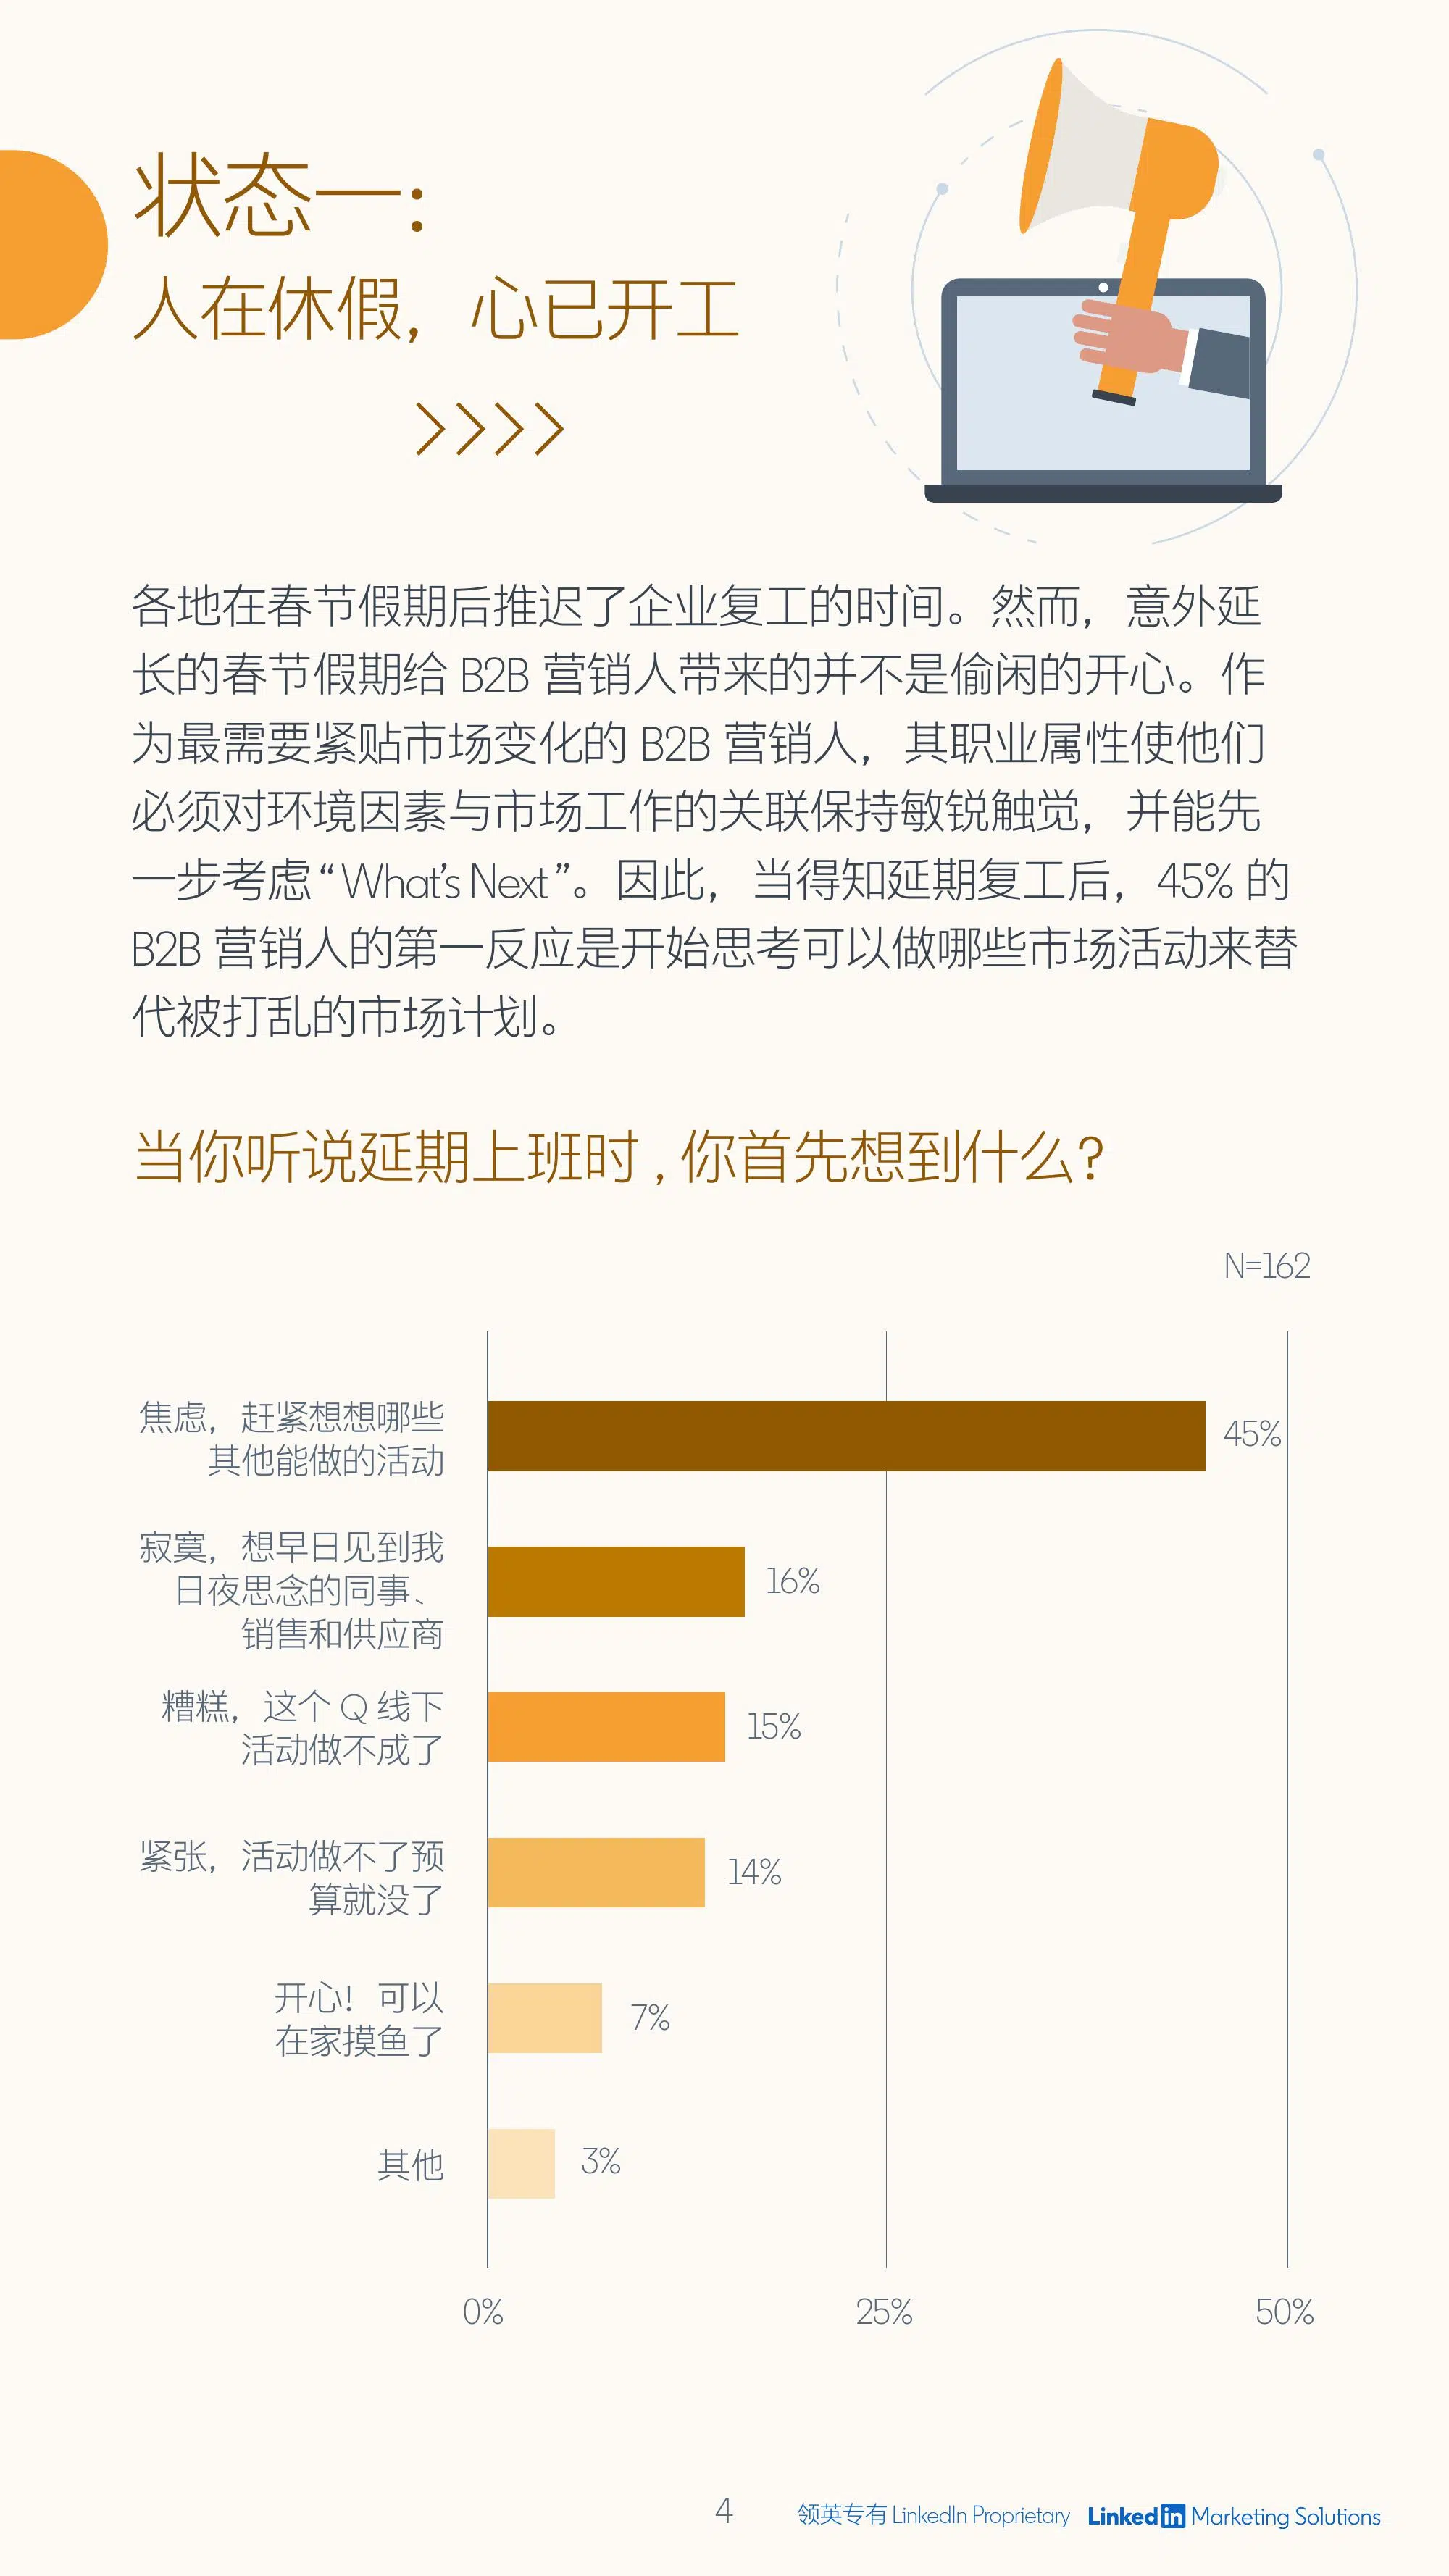 状态一：
人在休假，心已开工
各地在春节假期后推迟了企业复工的时间。然而，意外延
长的春节假期给 B2B 营销人带来的并不是偷闲的开心。作
为最需要紧贴市场变化的 B2B 营销人，其职业属性使他们
必须对环境因素与市场工作的关联保持敏锐触觉，并能先
一步考虑“What’s Next”。因此，当得知延期复工后，45% 的
B2B 营销人的第一反应是开始思考可以做哪些市场活动来替
代被打乱的市场计划。
当你听说延期上班时 , 你首先想到什么?
N=162
焦虑，赶紧想想哪些
其他能做的活动
45%
寂寞，想早日见到我
日夜思念的同事、
销售和供应商
16%
糟糕，这个 Q 线下
活动做不成了
15%
紧张，活动做不了预
算就没了
14%
开心！可以
在家摸鱼了
7%
其他
3%
0% 25% 50%
4 领英专有 LinkedIn Proprietary LinkedIn Marketing Solutions